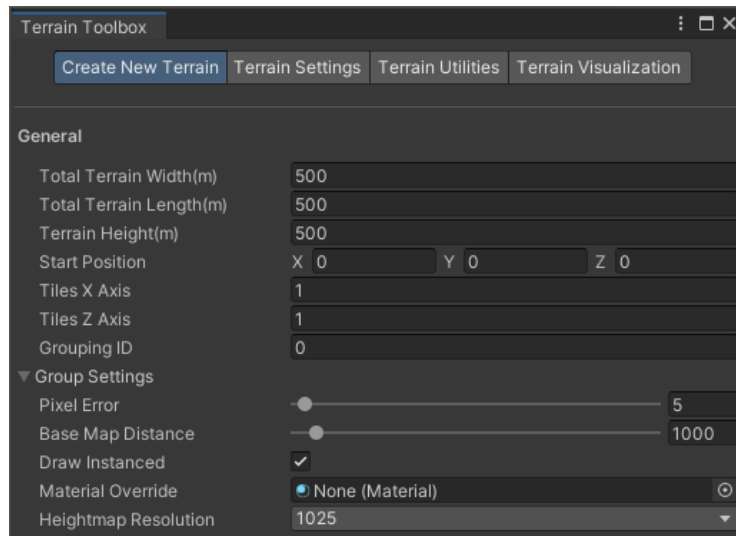 Terrain Toolbox
Create New Terrain Terrain Settings Terrain Utilities Terrain Visualization
General
Total Terrain Width(m) 500
Total Terrain Length(m) 500
Terrain Height(m) 500
Start Position X 0 Y 0 Z 0
Tiles X Axis 1
Tiles Z Axis 1
Grouping ID 0
Group Settings
Pixel Error 5
Base Map Distance 1000
Draw Instanced
Material Override None (Material)
Heightmap Resolution 1025